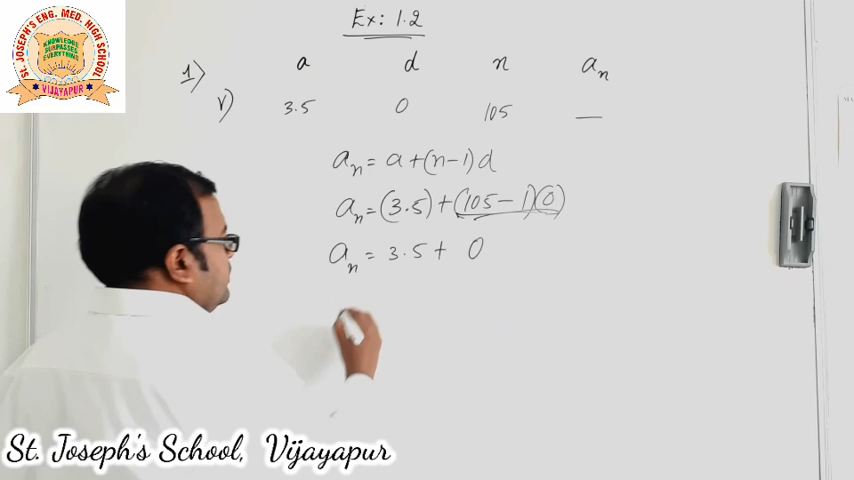 ST. JOSEPH'S ENG. MED. HIGH SCHOOL
KNOWLEDGE
SURPASSES
EVERYTHING
VIJAYAPUR
Ex: 1.2
1) a d n aₙ
v) 3.5 0 105 __
aₙ = a + (n-1)d
aₙ = (3.5) + (105-1)(0)
aₙ = 3.5 + 0
St. Joseph's School, Vijayapur